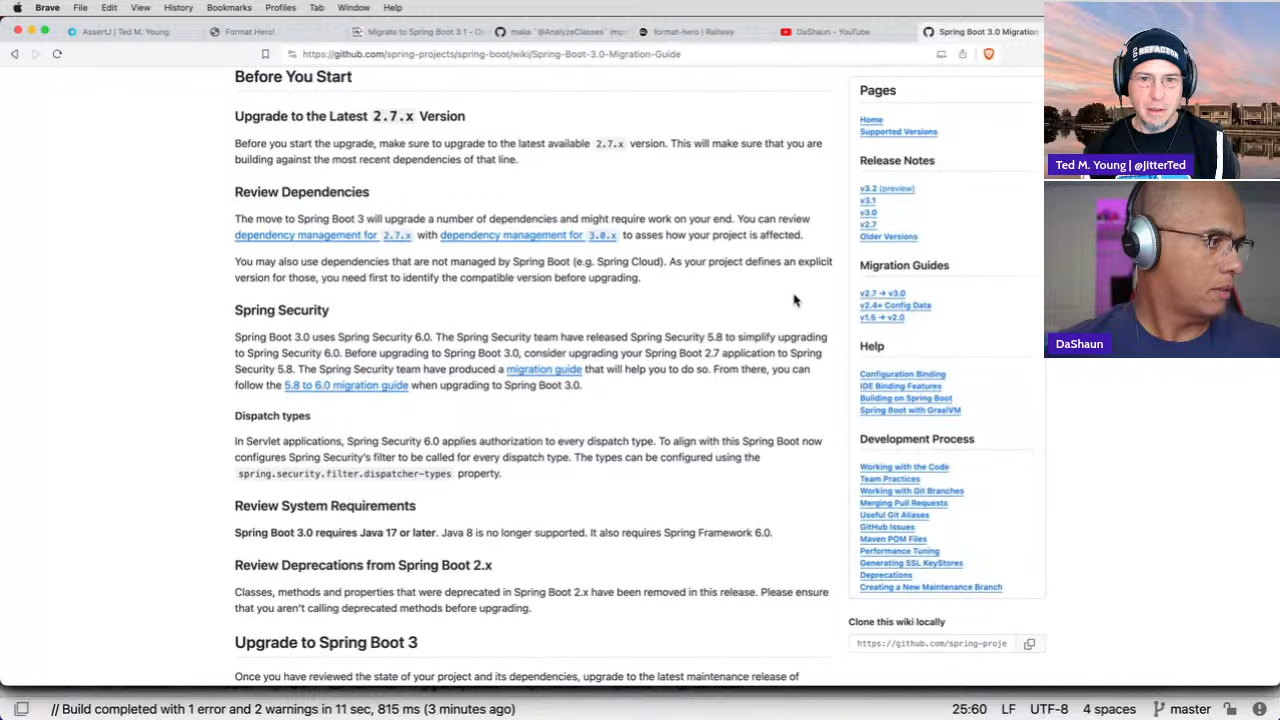 Brave File Edit View History Bookmarks Profiles Tab Window Help
AssertJ | Ted M. Young
Format Hero!
Migrate to Spring Boot 3.1 - O
make `@AnalyzeClasses` imp
format-hero | Railway
DaShaun - YouTube
Spring Boot 3.0 Migration
https://github.com/spring-projects/spring-boot/wiki/Spring-Boot-3.0-Migration-Guide
Before You Start
Upgrade to the Latest 2.7.x Version
Before you start the upgrade, make sure to upgrade to the latest available 2.7.x version. This will make sure that you are
building against the most recent dependencies of that line.
Review Dependencies
The move to Spring Boot 3 will upgrade a number of dependencies and might require work on your end. You can review
dependency management for 2.7.x with dependency management for 3.0.x to asses how your project is affected.
You may also use dependencies that are not managed by Spring Boot (e.g. Spring Cloud). As your project defines an explicit
version for those, you need first to identify the compatible version before upgrading.
Spring Security
Spring Boot 3.0 uses Spring Security 6.0. The Spring Security team have released Spring Security 5.8 to simplify upgrading
to Spring Security 6.0. Before upgrading to Spring Boot 3.0, consider upgrading your Spring Boot 2.7 application to Spring
Security 5.8. The Spring Security team have produced a migration guide that will help you to do so. From there, you can
follow the 5.8 to 6.0 migration guide when upgrading to Spring Boot 3.0.
Dispatch types
In Servlet applications, Spring Security 6.0 applies authorization to every dispatch type. To align with this Spring Boot now
configures Spring Security's filter to be called for every dispatch type. The types can be configured using the
spring.security.filter.dispatcher-types property.
view System Requirements
Spring Boot 3.0 requires Java 17 or later. Java 8 is no longer supported. It also requires Spring Framework 6.0.
view Deprecations from Spring Boot 2.x
methods and properties that were deprecated in Spring Boot 2.x have been removed in this release. Please ensure
that you aren't calling deprecated methods before upgrading.
Upgrade to Spring Boot 3
Once you have reviewed the state of your project and its dependencies, upgrade to the latest maintenance release of
Pages
Home
Supported Versions
Release Notes
v3.2 (preview)
v3.1
v3.0
v2.7
Older Versions
Migration Guides
v2.7 → v3.0
v2.4+ Config Data
v1.5 → v2.0
Help
Configuration Binding
IDE Binding Features
Building on Spring Boot
Spring Boot with GraalVM
Development Process
Working with the Code
Team Practices
Working with Git Branches
Merging Pull Requests
Useful Git Aliases
GitHub Issues
Maven POM Files
Performance Tuning
Generating SSL KeyStores
Deprecations
Creating a New Maintenance Branch
Clone this wiki locally
https://github.com/spring-proje
REFACTOR
Ted M. Young | @JitterTed
DaShaun
// Build completed with 1 error and 2 warnings in 11 sec, 815 ms (3 minutes ago)
25:60 LF UTF-8 4 spaces master